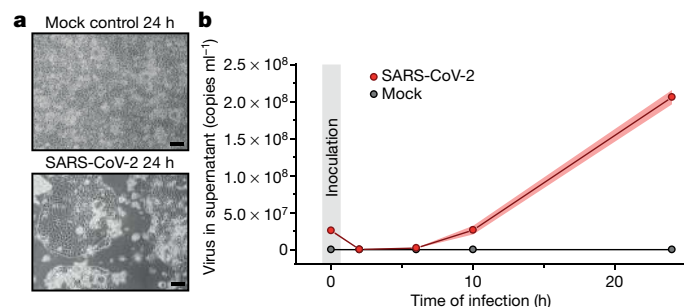 a
Mock control 24 h
SARS-CoV-2 24 h
b
Virus in supernatant (copies ml⁻¹)
2.5 × 10⁸
2.0 × 10⁸
1.5 × 10⁸
1.0 × 10⁸
5.0 × 10⁷
0
Inoculation
SARS-CoV-2
Mock
0 10 20
Time of infection (h)